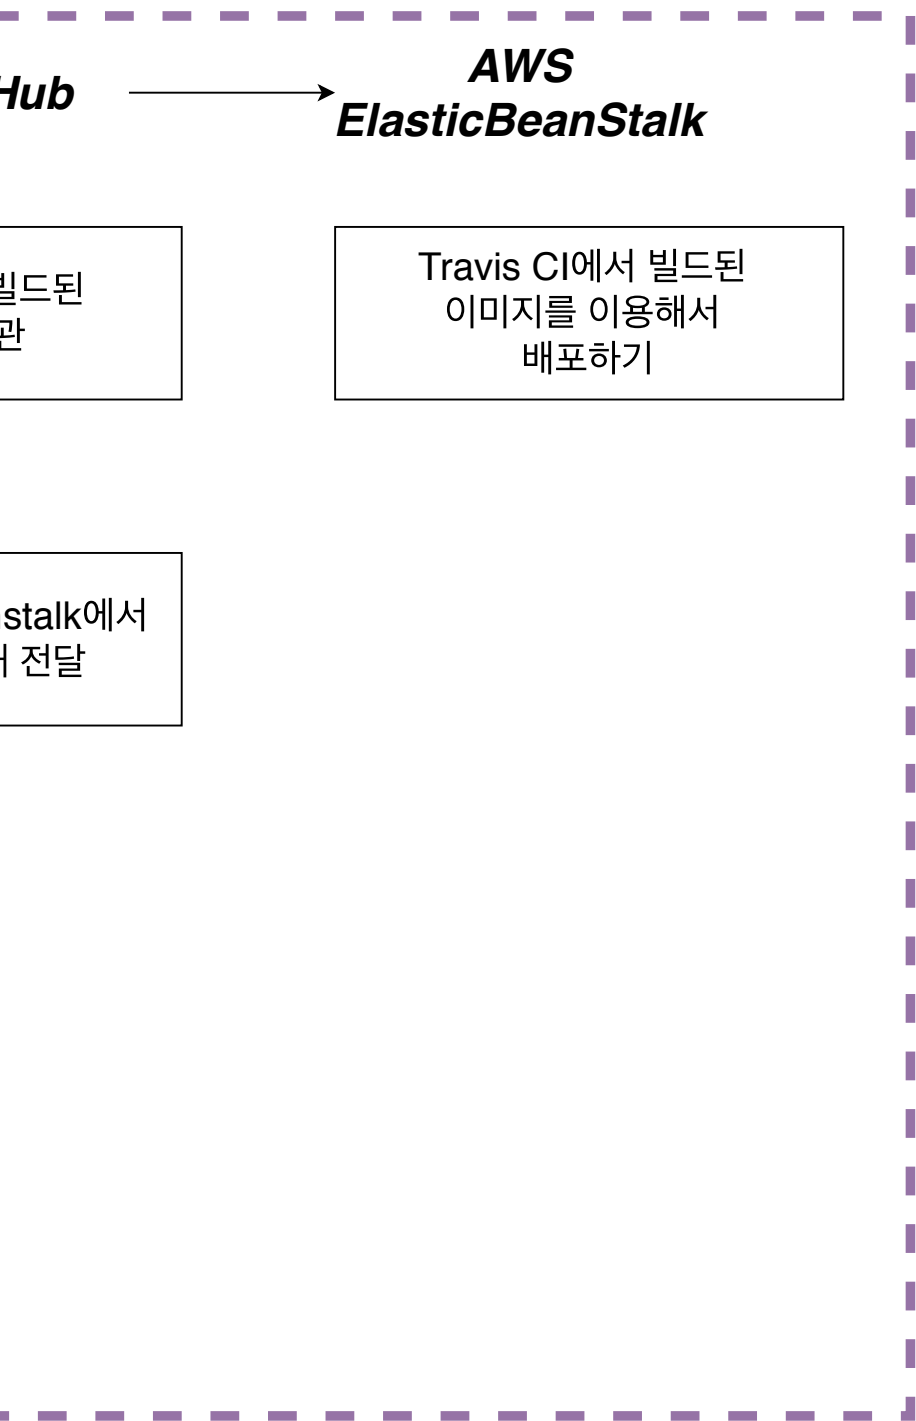 Hub
AWS
ElasticBeanStalk
빌드된
관
Travis CI에서 빌드된
이미지를 이용해서
배포하기
stalk에서
전달